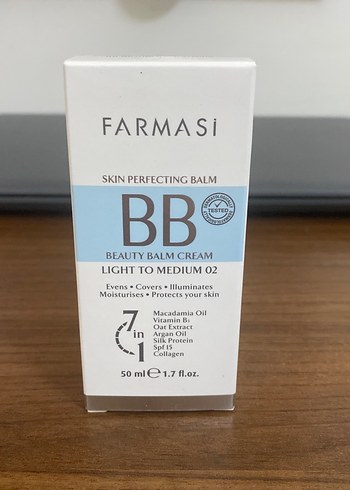 FARMASi
SKIN PERFECTING BALM
BB
TESTED
BEAUTY BALM CREAM
LIGHT TO MEDIUM 02
Evens • Covers • Illuminates
Moisturises • Protects your skin
7 in 1
Macadamia Oil
Vitamin B₃
Oat Extract
Argan Oil
Silk Protein
Spf 15
Collagen
50 ml ℮ 1.7 fl.oz.